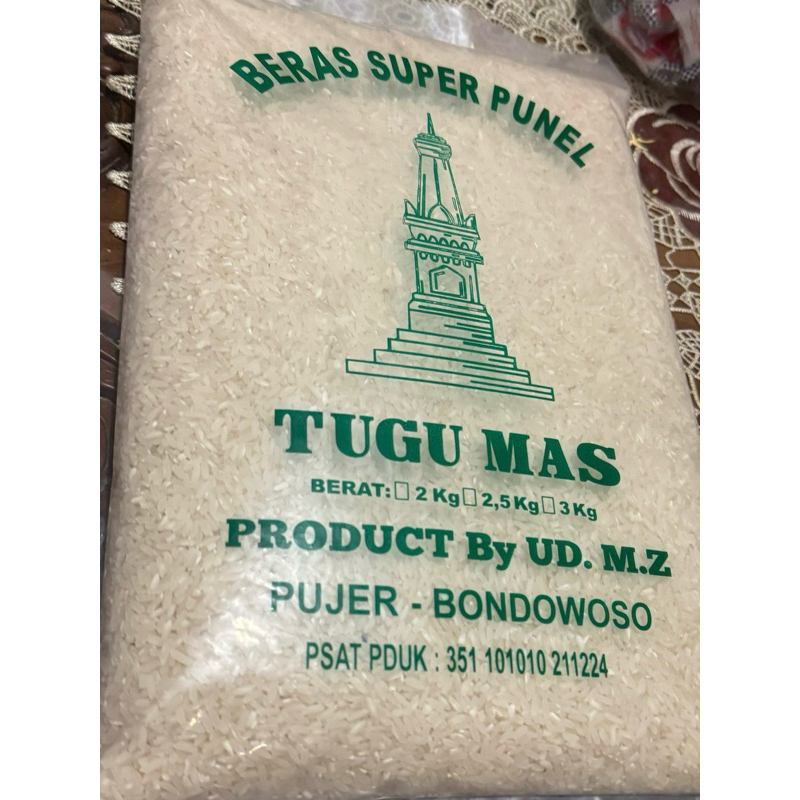 BERAS SUPER PUNEL
TUGU MAS
BERAT: □ 2 Kg □ 2,5 Kg □ 3 Kg
PRODUCT By UD. M.Z
PUJER - BONDOWOSO
PSAT PDUK : 351 101010 211224